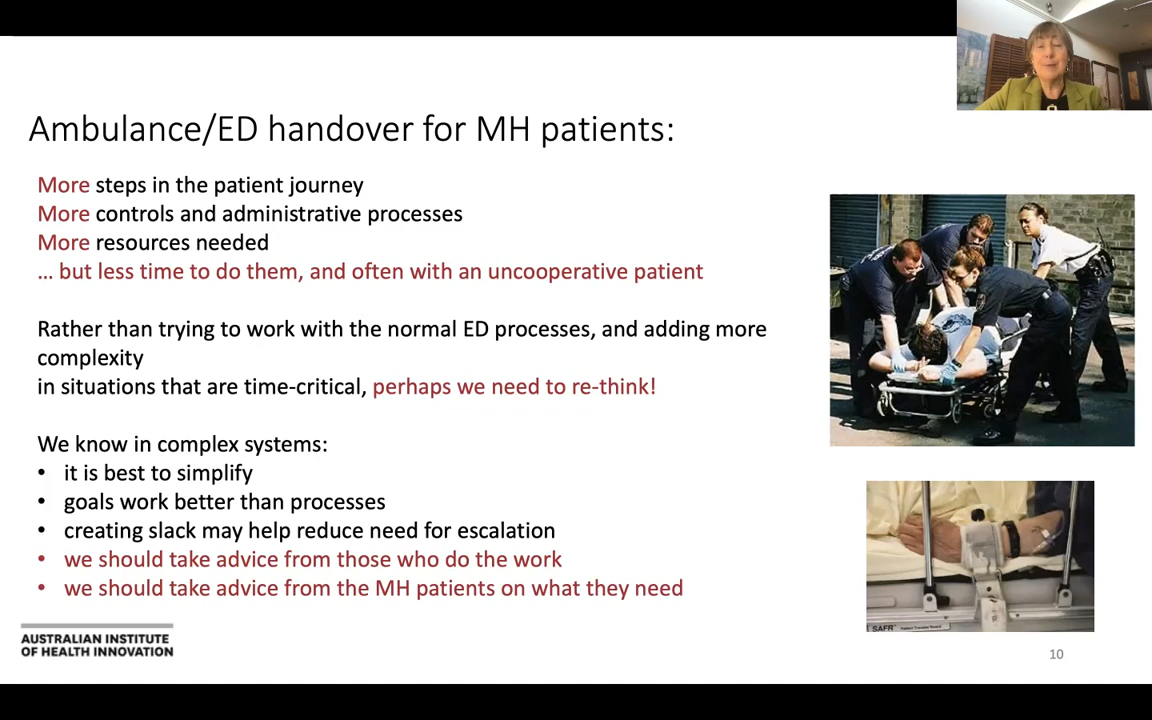 Ambulance/ED handover for MH patients:
More steps in the patient journey
More controls and administrative processes
More resources needed
... but less time to do them, and often with an uncooperative patient
Rather than trying to work with the normal ED processes, and adding more
complexity
in situations that are time-critical, perhaps we need to re-think!
We know in complex systems:
• it is best to simplify
• goals work better than processes
• creating slack may help reduce need for escalation
• we should take advice from those who do the work
• we should take advice from the MH patients on what they need
SAFR Patient Transfer Board
AUSTRALIAN INSTITUTE
OF HEALTH INNOVATION
10